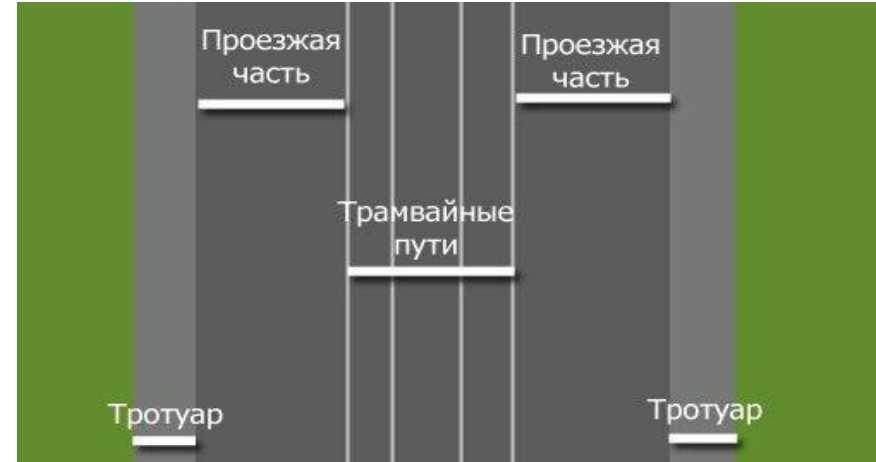 Проезжая
часть
Проезжая
часть
Трамвайные
пути
Тротуар
Тротуар